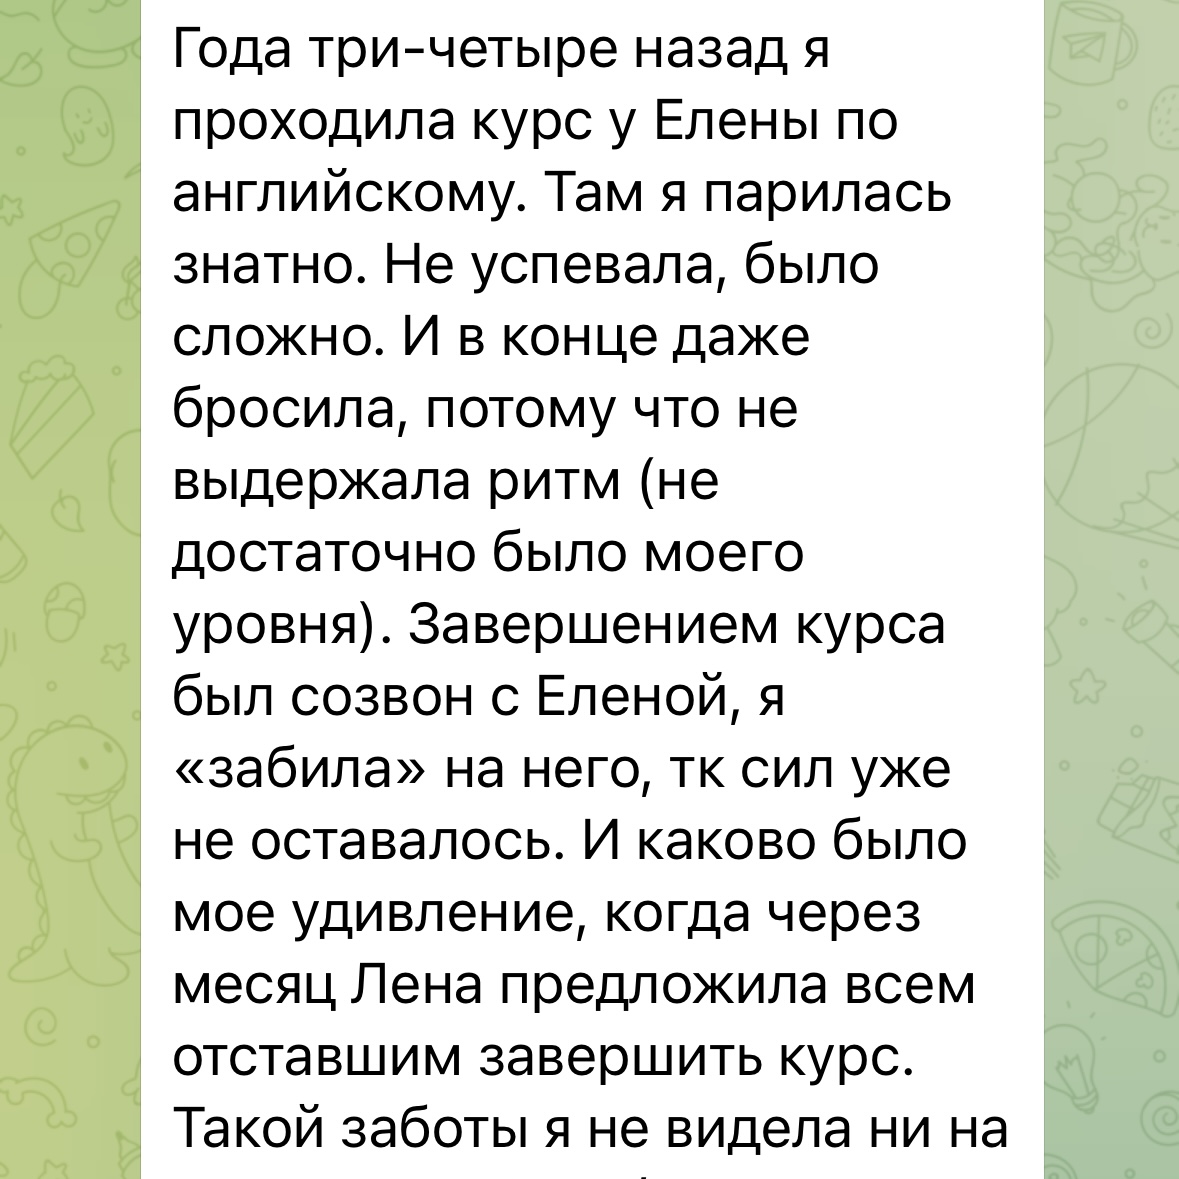 Года три-четыре назад я
проходила курс у Елены по
английскому. Там я парилась
знатно. Не успевала, было
сложно. И в конце даже
бросила, потому что не
выдержала ритм (не
достаточно было моего
уровня). Завершением курса
был созвон с Еленой, я
«забила» на него, тк сил уже
не оставалось. И каково было
мое удивление, когда через
месяц Лена предложила всем
отставшим завершить курс.
Такой заботы я не видела ни на